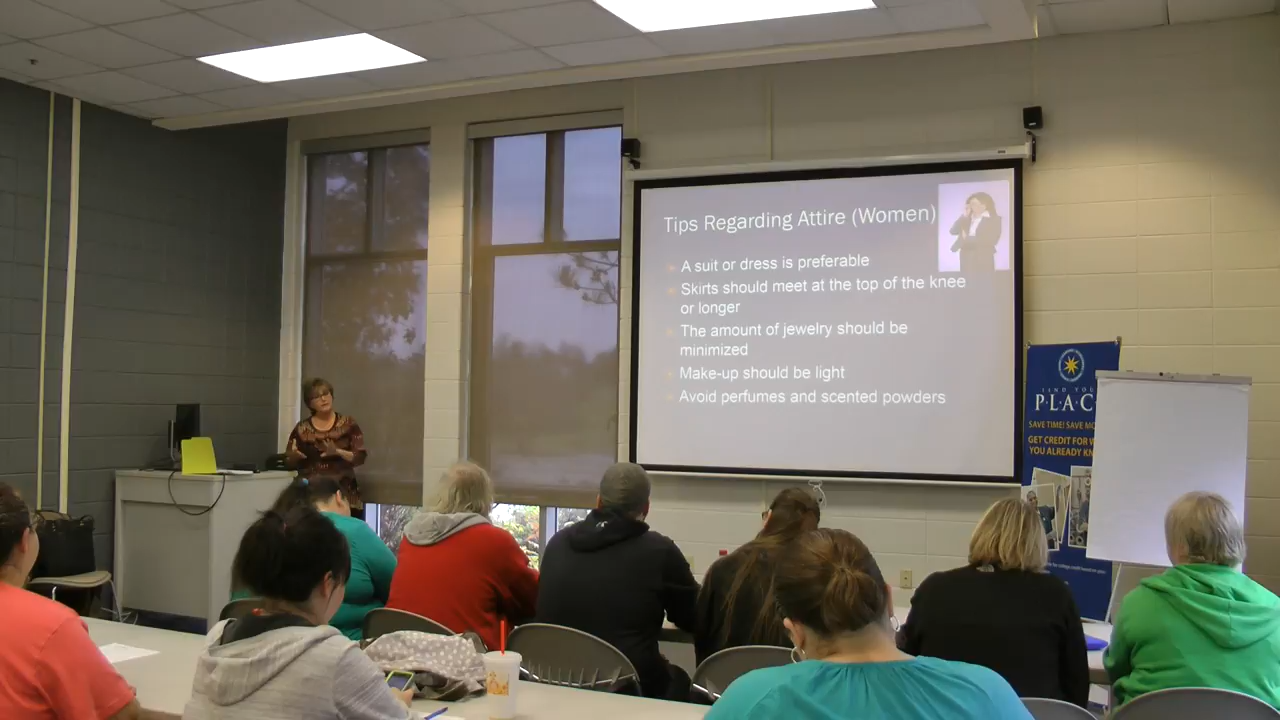 Tips Regarding Attire (Women)
A suit or dress is preferable
Skirts should meet at the top of the knee
or longer
The amount of jewelry should be
minimized
Make-up should be light
Avoid perfumes and scented powders
FIND YOU
P·L·A·C
SAVE TIME! SAVE MO
GET CREDIT FOR W
YOU ALREADY KN